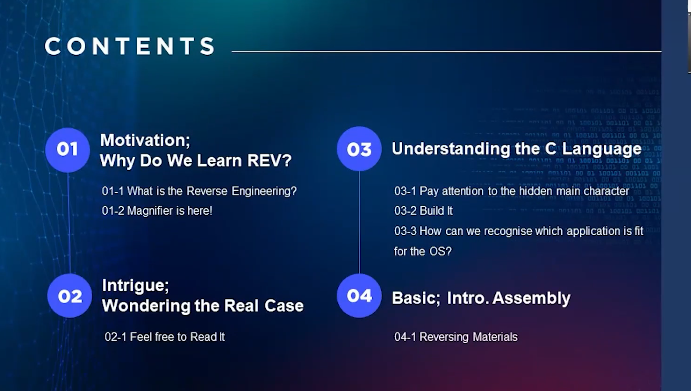 CONTENTS
01
Motivation;
Why Do We Learn REV?
01-1 What is the Reverse Engineering?
01-2 Magnifier is here!
02
Intrigue;
Wondering the Real Case
02-1 Feel free to Read It
03
Understanding the C Language
03-1 Pay attention to the hidden main character
03-2 Build It
03-3 How can we recognise which application is fit
for the OS?
04
Basic; Intro. Assembly
04-1 Reversing Materials